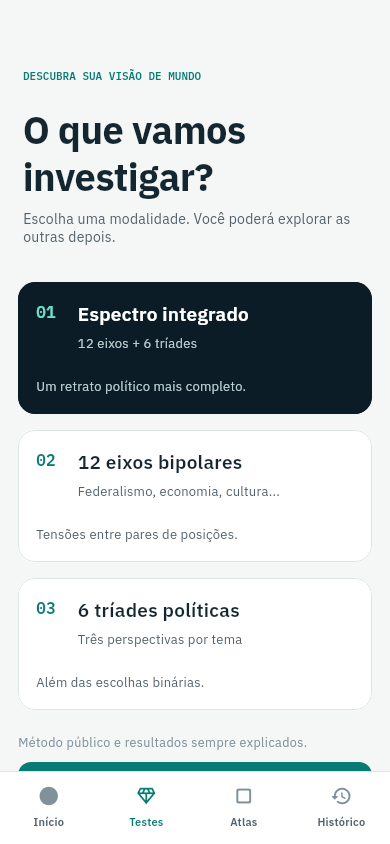 DESCUBRA SUA VISÃO DE MUNDO
O que vamos
investigar?
Escolha uma modalidade. Você poderá explorar as
outras depois.
01
Espectro integrado
12 eixos + 6 tríades
Um retrato político mais completo.
02
12 eixos bipolares
Federalismo, economia, cultura...
Tensões entre pares de posições.
03
6 tríades políticas
Três perspectivas por tema
Além das escolhas binárias.
Método público e resultados sempre explicados.
Início
Testes
Atlas
Histórico